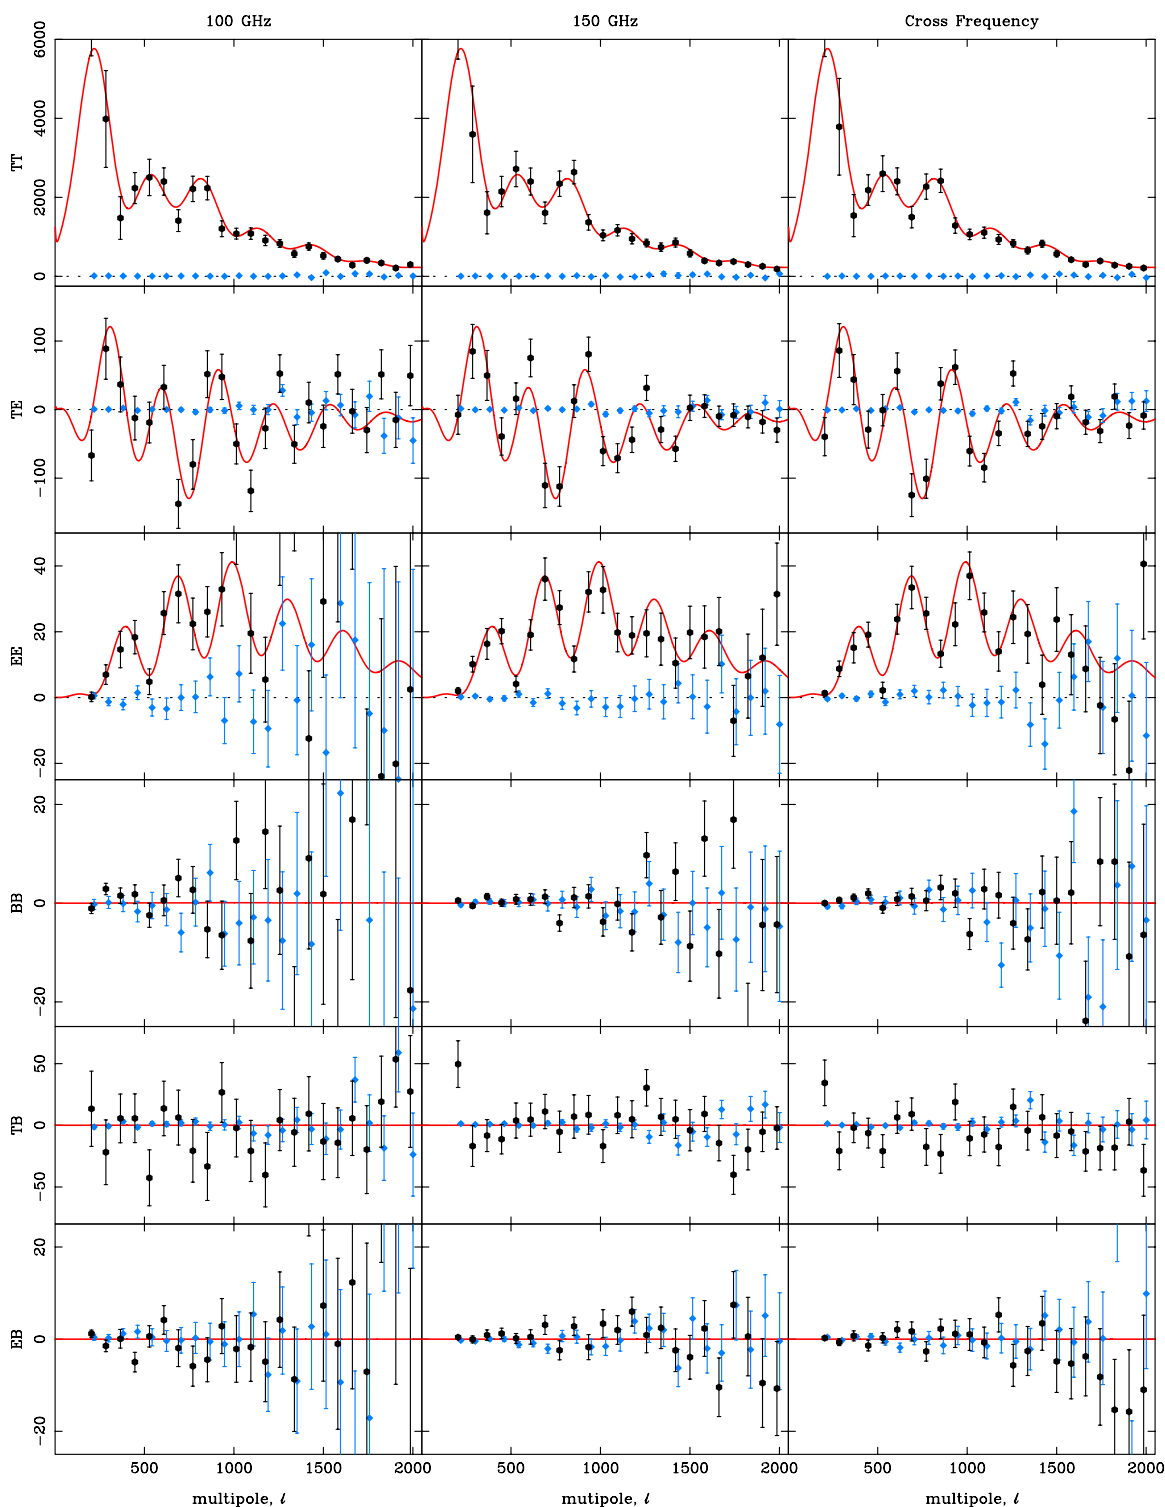 100 GHz 150 GHz Cross Frequency
TT 6000 4000 2000 0
TE 100 0 −100
EE 40 20 0 −20
BB 20 0 −20
TB 50 0 −50
EB 20 0 −20
500 1000 1500 2000 500 1000 1500 2000 500 1000 1500 2000
multipole, l mutipole, l multipole, l